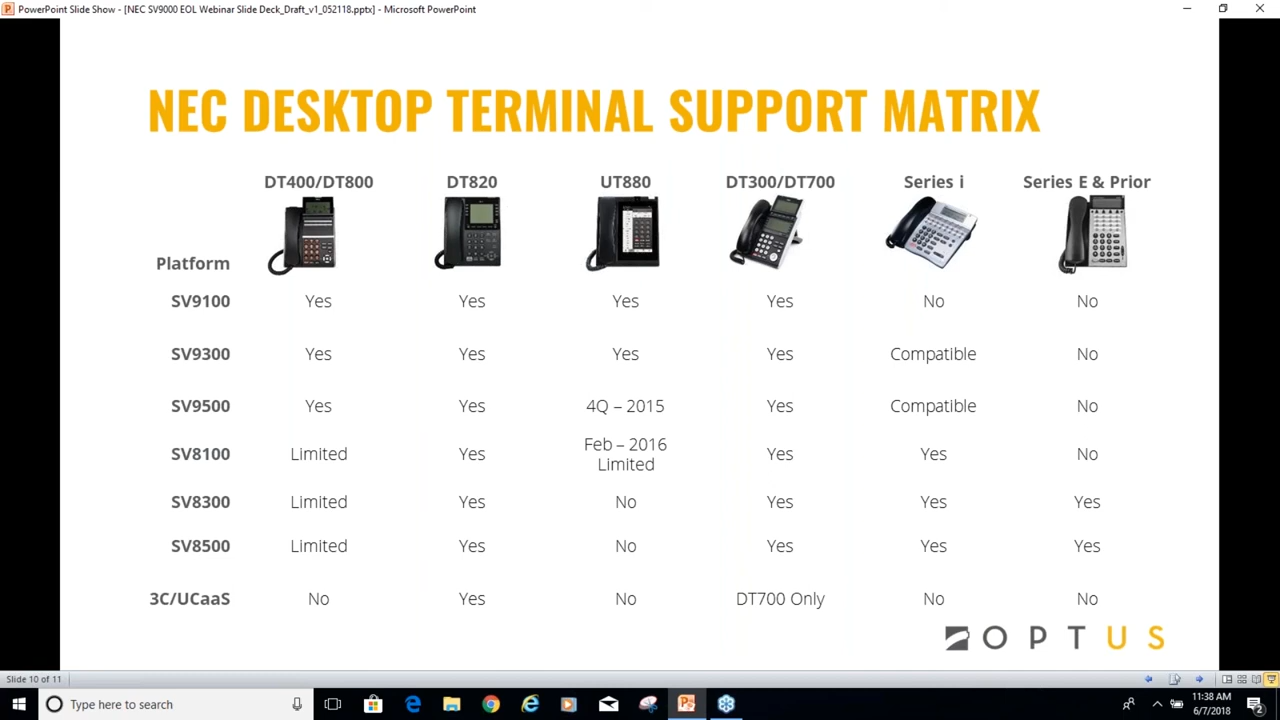 PowerPoint Slide Show - [NEC SV9000 EOL Webinar Slide Deck_Draft_v1_052118.pptx] - Microsoft PowerPoint
NEC DESKTOP TERMINAL SUPPORT MATRIX
DT400/DT800 DT820 UT880 DT300/DT700 Series i Series E & Prior
Platform
SV9100 Yes Yes Yes Yes No No
SV9300 Yes Yes Yes Yes Compatible No
SV9500 Yes Yes 4Q – 2015 Yes Compatible No
SV8100 Limited Yes Feb – 2016 Limited Yes Yes No
SV8300 Limited Yes No Yes Yes Yes
SV8500 Limited Yes No Yes Yes Yes
3C/UCaaS No Yes No DT700 Only No No
OPTUS
Slide 10 of 11
Type here to search
11:38 AM
6/7/2018
2